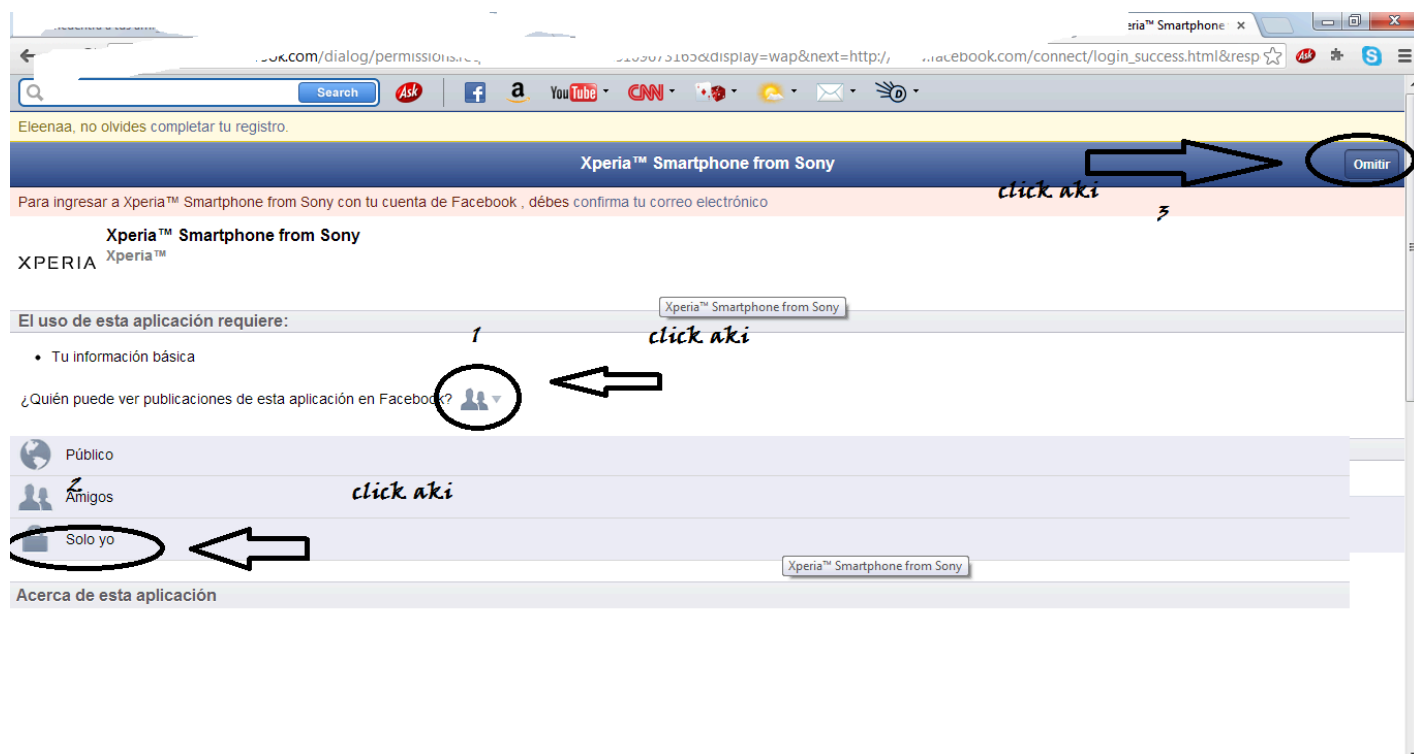 eria™ Smartphone
.com/dialog/permissions
&display=wap&next=http:/
.facebook.com/connect/login_success.html&resp
Search
Ask
f
a
YouTube
CNN
D
Ask
S
Eleenaa, no olvides completar tu registro.
Xperia™ Smartphone from Sony
Omitir
click aki
3
Para ingresar a Xperia™ Smartphone from Sony con tu cuenta de Facebook , débes confirma tu correo electrónico
Xperia™ Smartphone from Sony
XPERIA
Xperia™
Xperia™ Smartphone from Sony
El uso de esta aplicación requiere:
1
click aki
• Tu información básica
¿Quién puede ver publicaciones de esta aplicación en Facebook?
Público
2
Amigos
click aki
Solo yo
Xperia™ Smartphone from Sony
Acerca de esta aplicación